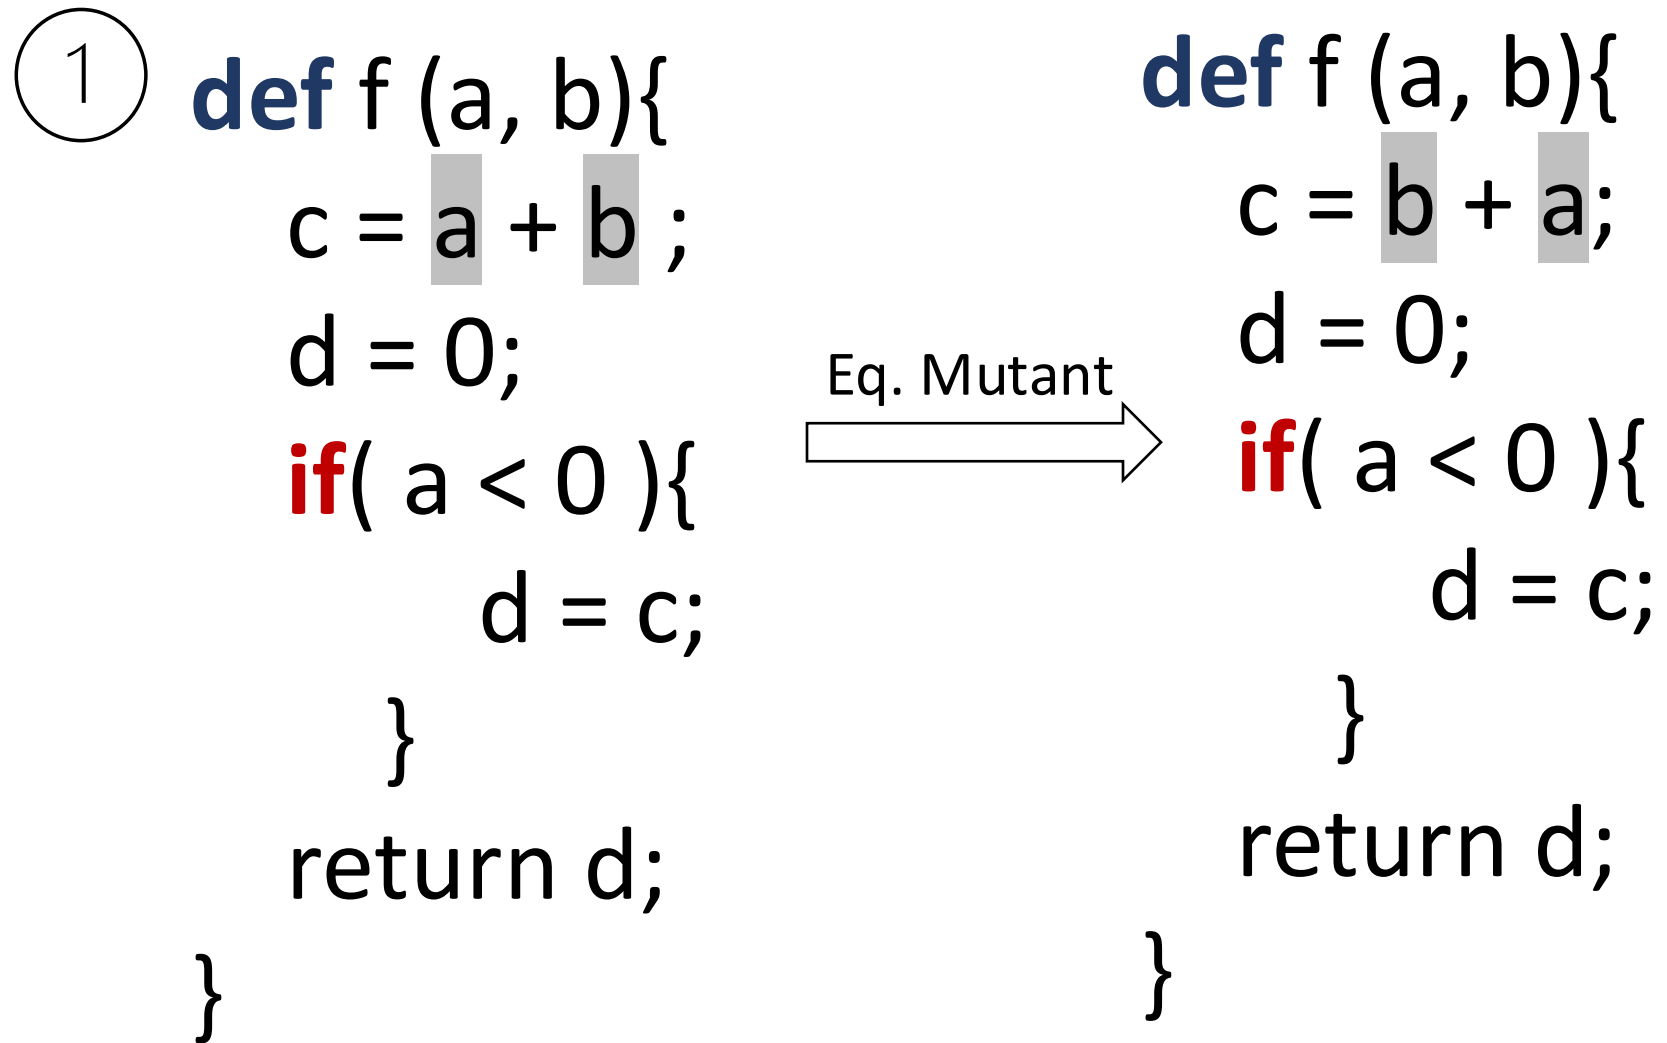 1
def f (a, b){
c = a + b ;
d = 0;
if( a < 0 ){
d = c;
}
return d;
}
Eq. Mutant
def f (a, b){
c = b + a;
d = 0;
if( a < 0 ){
d = c;
}
return d;
}